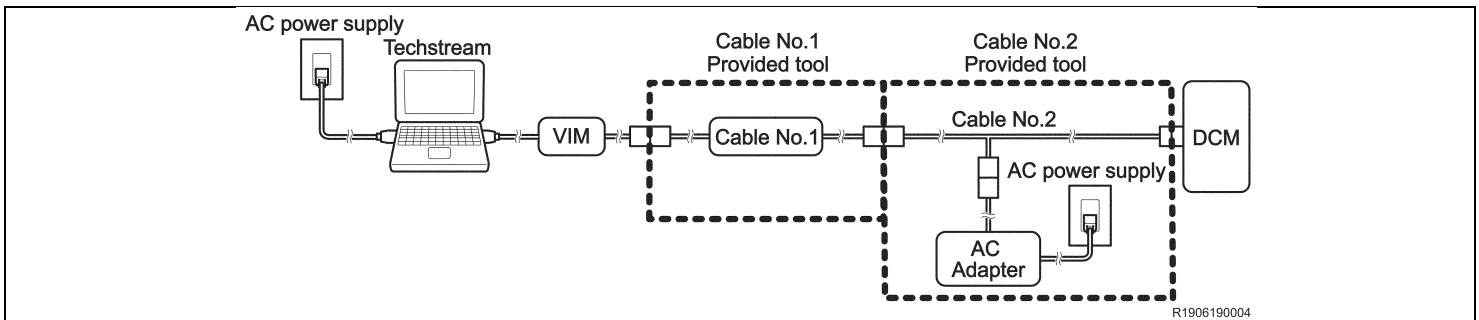 AC power supply
Techstream
VIM
Cable No.1
Provided tool
Cable No.1
Cable No.2
Provided tool
Cable No.2
DCM
AC power supply
AC
Adapter
R1906190004